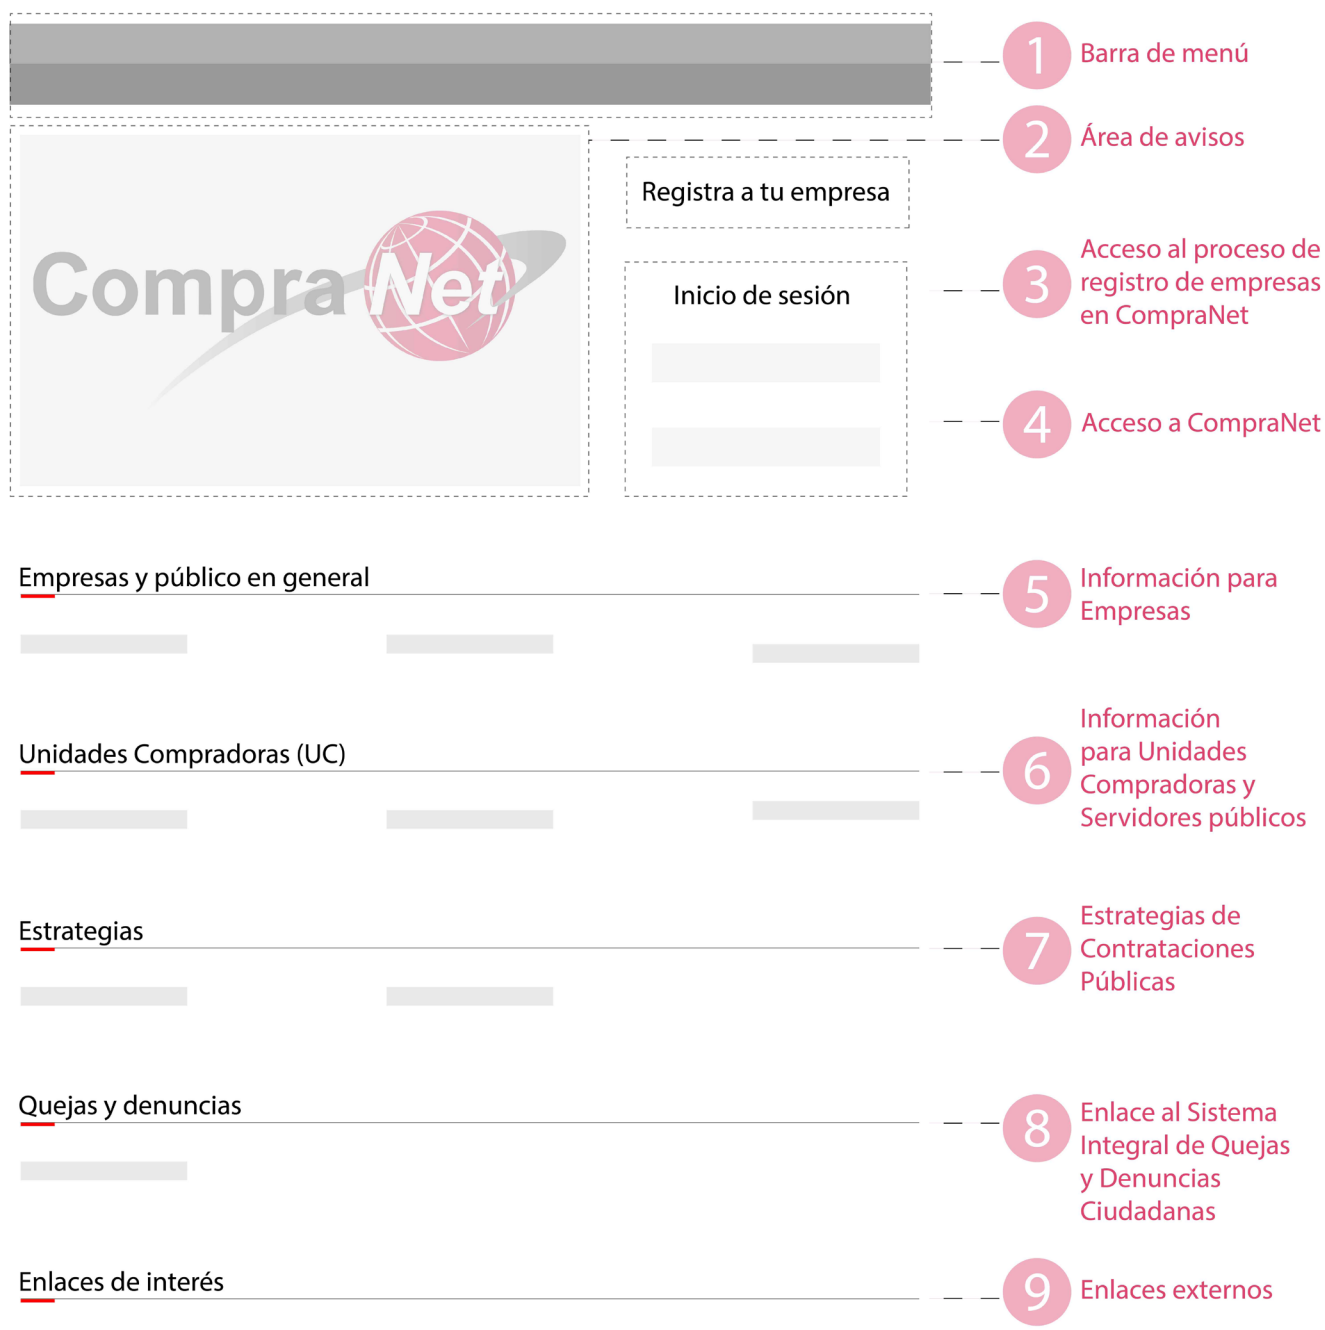 1 Barra de menú
2 Área de avisos
Registra a tu empresa
CompraNet
Inicio de sesión
3 Acceso al proceso de
registro de empresas
en CompraNet
4 Acceso a CompraNet
Empresas y público en general
5 Información para
Empresas
Unidades Compradoras (UC)
6 Información
para Unidades
Compradoras y
Servidores públicos
Estrategias
7 Estrategias de
Contrataciones
Públicas
Quejas y denuncias
8 Enlace al Sistema
Integral de Quejas
y Denuncias
Ciudadanas
Enlaces de interés
9 Enlaces externos